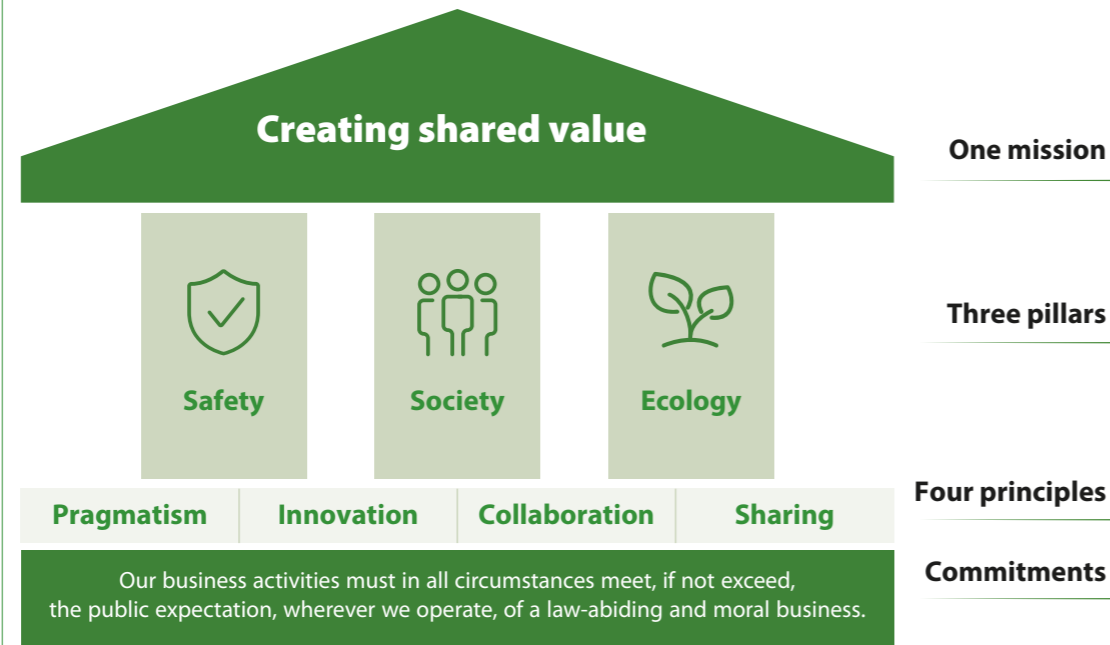 Creating shared value
One mission
Three pillars
Safety
Society
Ecology
Four principles
Pragmatism
Innovation
Collaboration
Sharing
Commitments
Our business activities must in all circumstances meet, if not exceed,
the public expectation, wherever we operate, of a law-abiding and moral business.